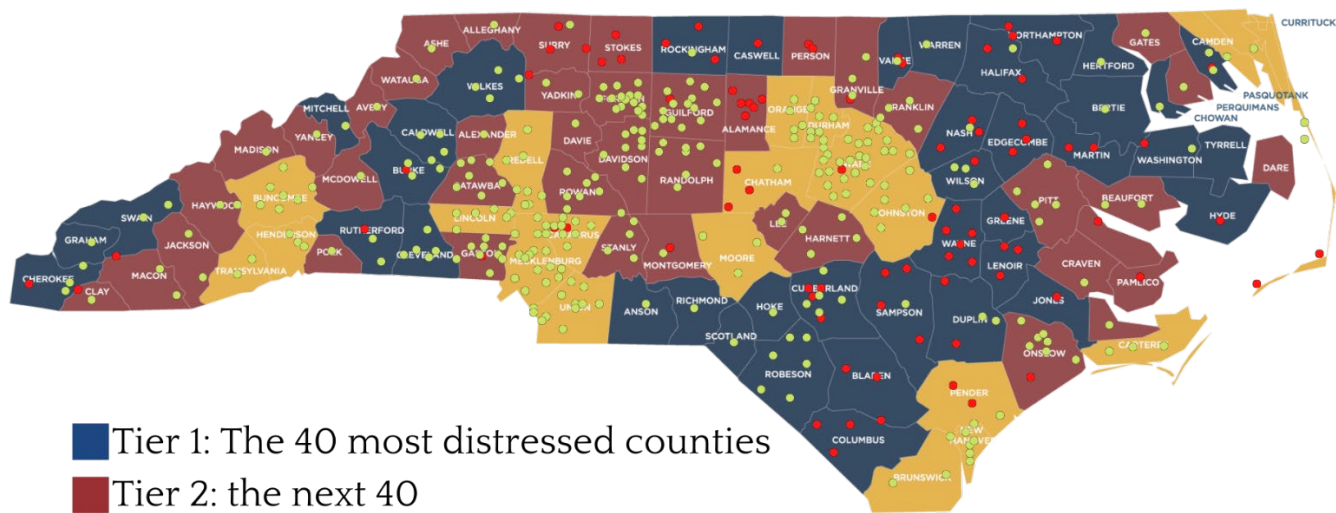 CURRITUCK
ALLEGHANY
ASHE
SURRY
STOKES
ROCKINGHAM
CASWELL
PERSON
WARREN
NORTHAMPTON
GATES
CAMDEN
HERTFORD
HALIFAX
WATAUGA
WILKES
YADKIN
GUILFORD
GRANVILLE
FRANKLIN
PASQUOTANK
MITCHELL
AVERY
ORANGE
DURHAM
BERTIE
PERQUIMANS
CHOWAN
YANCEY
CALDWELL
ALEXANDER
DAVIE
ALAMANCE
NASH
EDGECOMBE
MADISON
IREDELL
DAVIDSON
MARTIN
WASHINGTON
TYRRELL
DARE
BURKE
MCDOWELL
CATAWBA
ROWAN
RANDOLPH
CHATHAM
WILSON
BUNCOMBE
HAYWOOD
PITT
BEAUFORT
SWAIN
LINCOLN
LEE
JOHNSTON
GREENE
HYDE
GRAHAM
JACKSON
HENDERSON
RUTHERFORD
CABARRUS
HARNETT
WAYNE
POLK
CLEVELAND
GASTON
STANLY
MONTGOMERY
MOORE
LENOIR
CRAVEN
CHEROKEE
MACON
TRANSYLVANIA
MECKLENBURG
CLAY
CUMBERLAND
PAMLICO
UNION
ANSON
RICHMOND
HOKE
SAMPSON
DUPLIN
JONES
SCOTLAND
ONSLOW
CARTERET
ROBESON
BLADEN
PENDER
NEW
HANOVER
COLUMBUS
BRUNSWICK
Tier 1: The 40 most distressed counties
Tier 2: the next 40